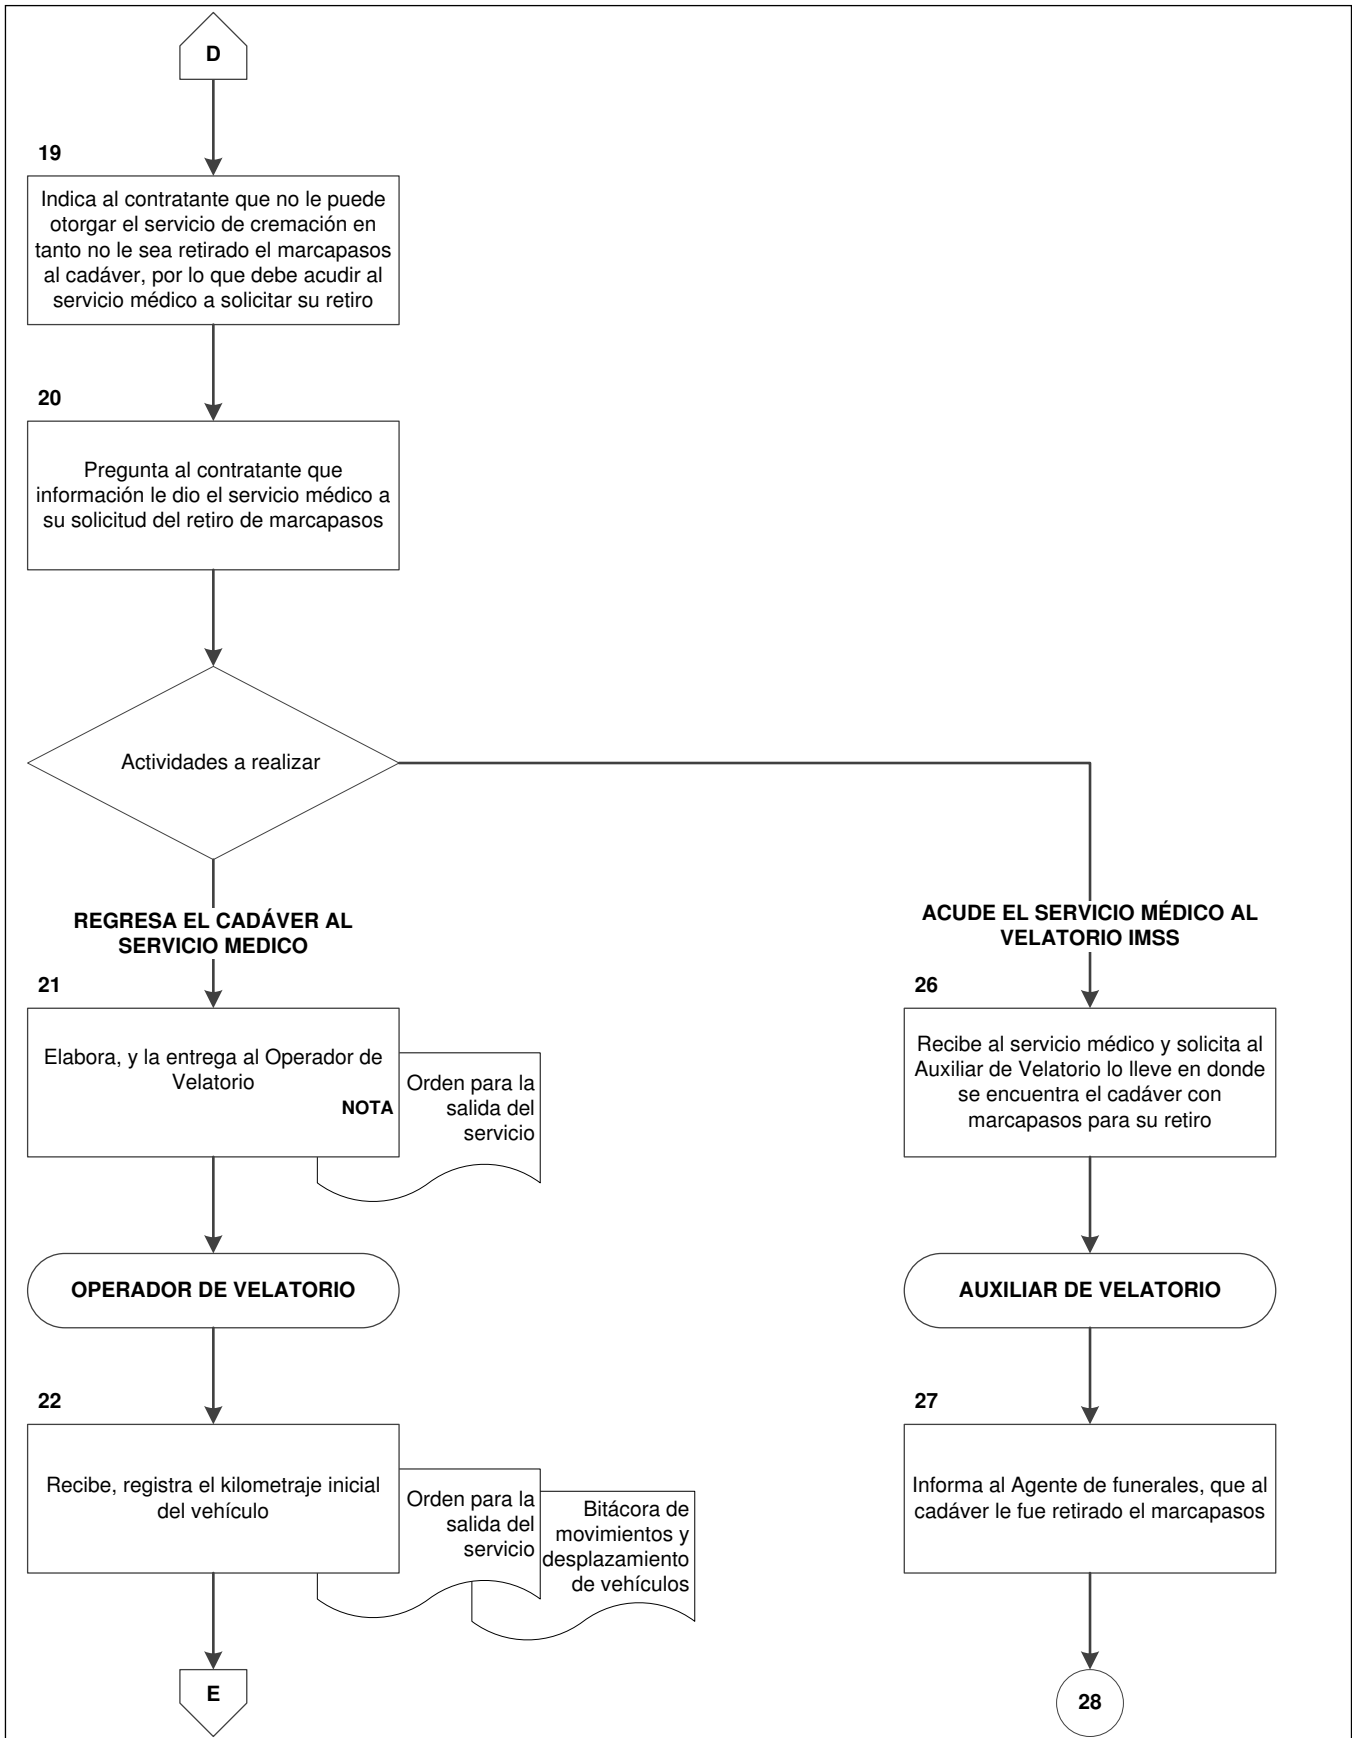 D
19
Indica al contratante que no le puede
otorgar el servicio de cremación en
tanto no le sea retirado el marcapasos
al cadáver, por lo que debe acudir al
servicio médico a solicitar su retiro
20
Pregunta al contratante que
información le dio el servicio médico a
su solicitud del retiro de marcapasos
Actividades a realizar
REGRESA EL CADÁVER AL
SERVICIO MEDICO
21
Elabora, y la entrega al Operador de
Velatorio
NOTA
Orden para la
salida del
servicio
OPERADOR DE VELATORIO
22
Recibe, registra el kilometraje inicial
del vehículo
Orden para la
salida del
servicio
Bitácora de
movimientos y
desplazamiento
de vehículos
E
ACUDE EL SERVICIO MÉDICO AL
VELATORIO IMSS
26
Recibe al servicio médico y solicita al
Auxiliar de Velatorio lo lleve en donde
se encuentra el cadáver con
marcapasos para su retiro
AUXILIAR DE VELATORIO
27
Informa al Agente de funerales, que al
cadáver le fue retirado el marcapasos
28